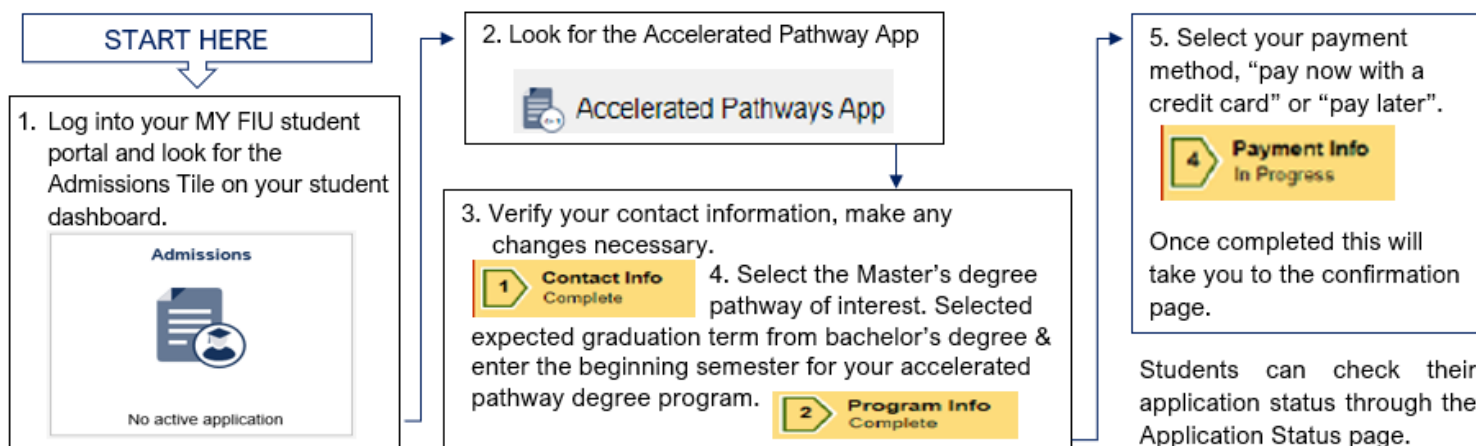 START HERE
1. Log into your MY FIU student
portal and look for the
Admissions Tile on your student
dashboard.
Admissions
No active application
2. Look for the Accelerated Pathway App
Accelerated Pathways App
3. Verify your contact information, make any
changes necessary.
1 Contact Info
Complete
4. Select the Master’s degree
pathway of interest. Selected
expected graduation term from bachelor’s degree &
enter the beginning semester for your accelerated
pathway degree program.
2 Program Info
Complete
5. Select your payment
method, “pay now with a
credit card” or “pay later”.
4 Payment Info
In Progress
Once completed this will
take you to the confirmation
page.
Students can check their
application status through the
Application Status page.